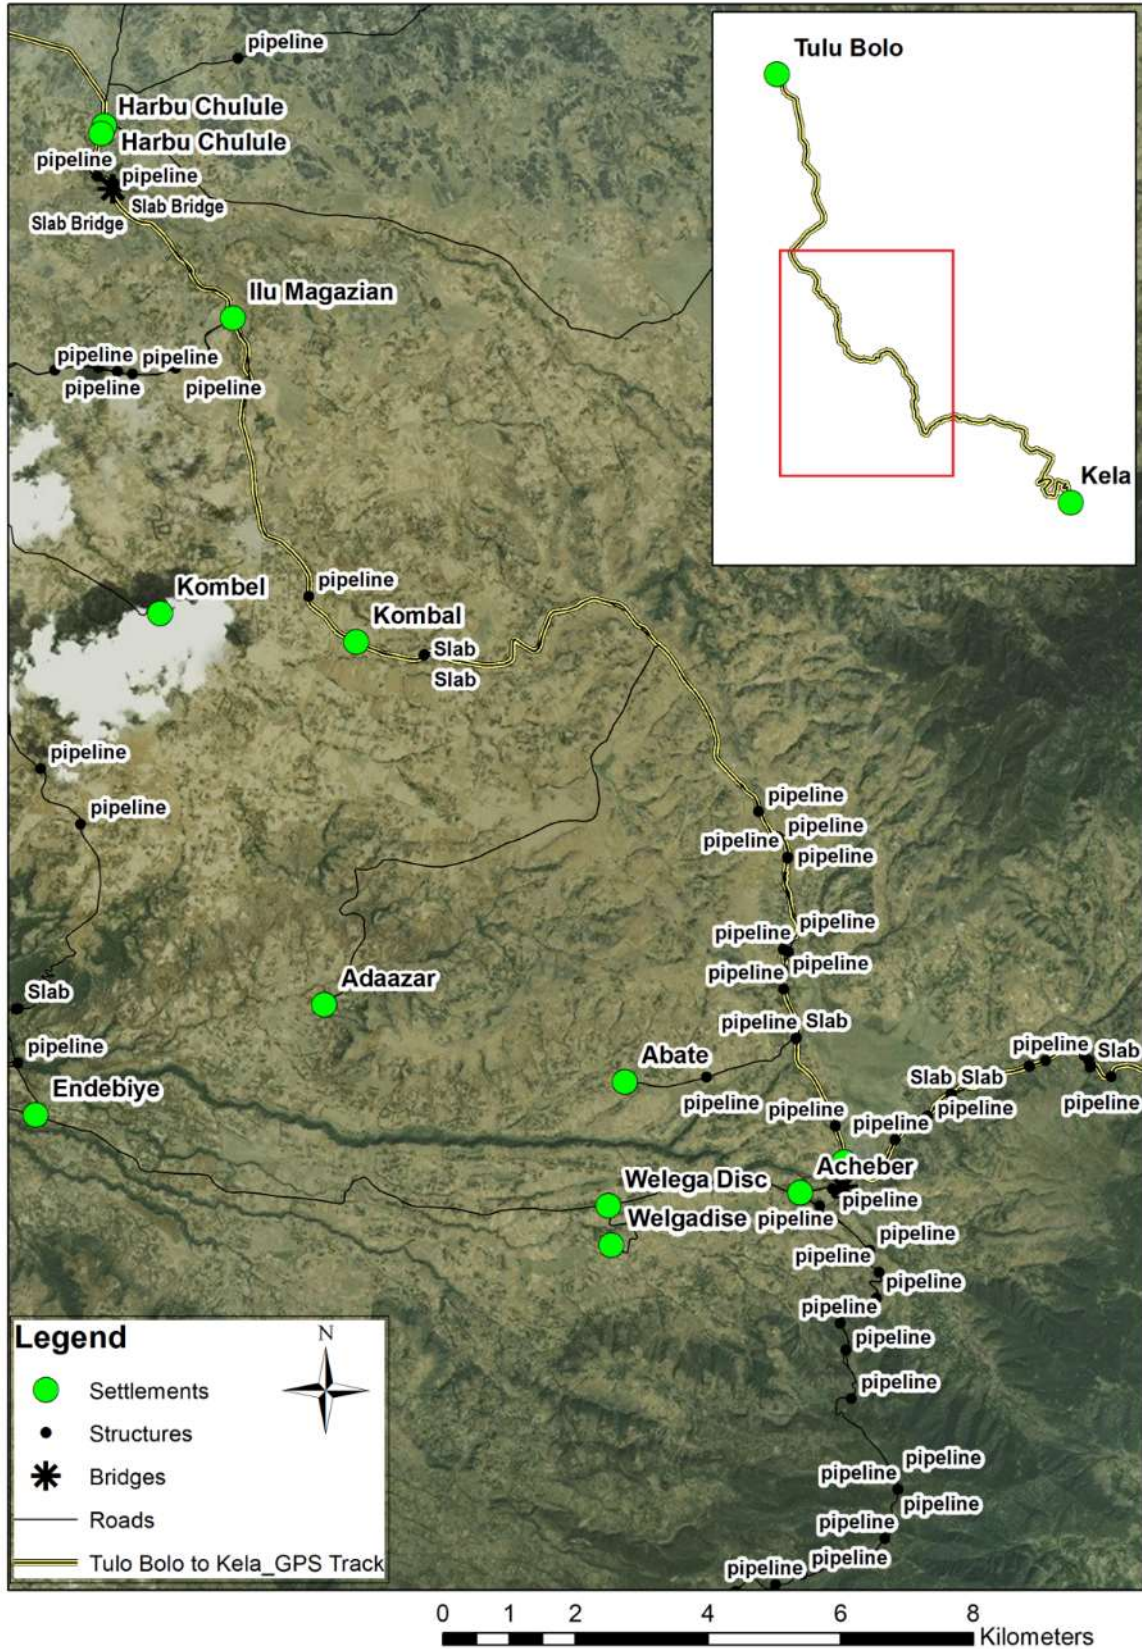 pipeline
Tulu Bolo
Harbu Chulule
Harbu Chulule
pipeline
pipeline
Slab Bridge
Slab Bridge
Ilu Magazian
pipeline
pipeline
pipeline
pipeline
Kela
pipeline
Kombel
Kombal
Slab
Slab
pipeline
pipeline
pipeline
pipeline
pipeline
pipeline
pipeline
pipeline
pipeline
pipeline
Adaazar
Slab
pipeline
pipeline
Slab
Abate
pipeline
Slab
Endebiye
Slab
Slab
pipeline
pipeline
pipeline
pipeline
pipeline
Acheber
Welega Disc
pipeline
Welgadise
pipeline
pipeline
pipeline
pipeline
pipeline
pipeline
pipeline
pipeline
pipeline
pipeline
pipeline
pipeline
pipeline
Legend
N
Settlements
Structures
Bridges
Roads
Tulo Bolo to Kela_GPS Track
0 1 2 4 6 8
Kilometers